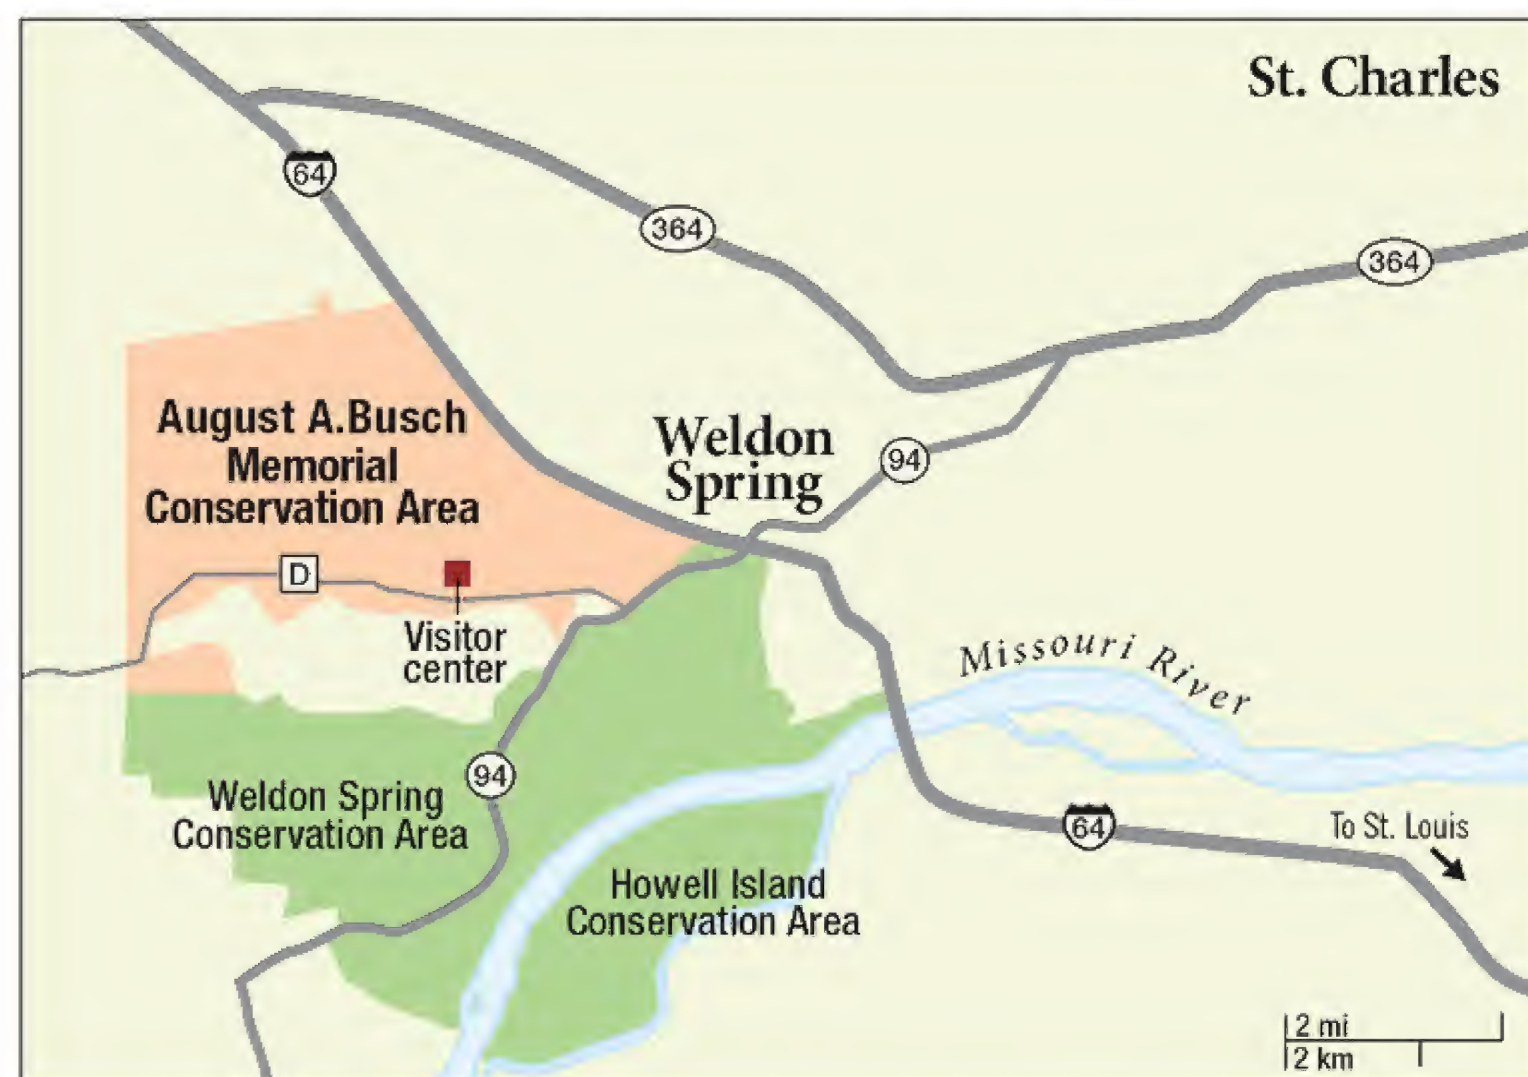 St. Charles
64
364
364
August A.Busch
Memorial
Conservation Area
Weldon
Spring
94
D
Visitor
center
Missouri River
94
Weldon Spring
Conservation Area
64
To St. Louis
Howell Island
Conservation Area
2 mi
2 km